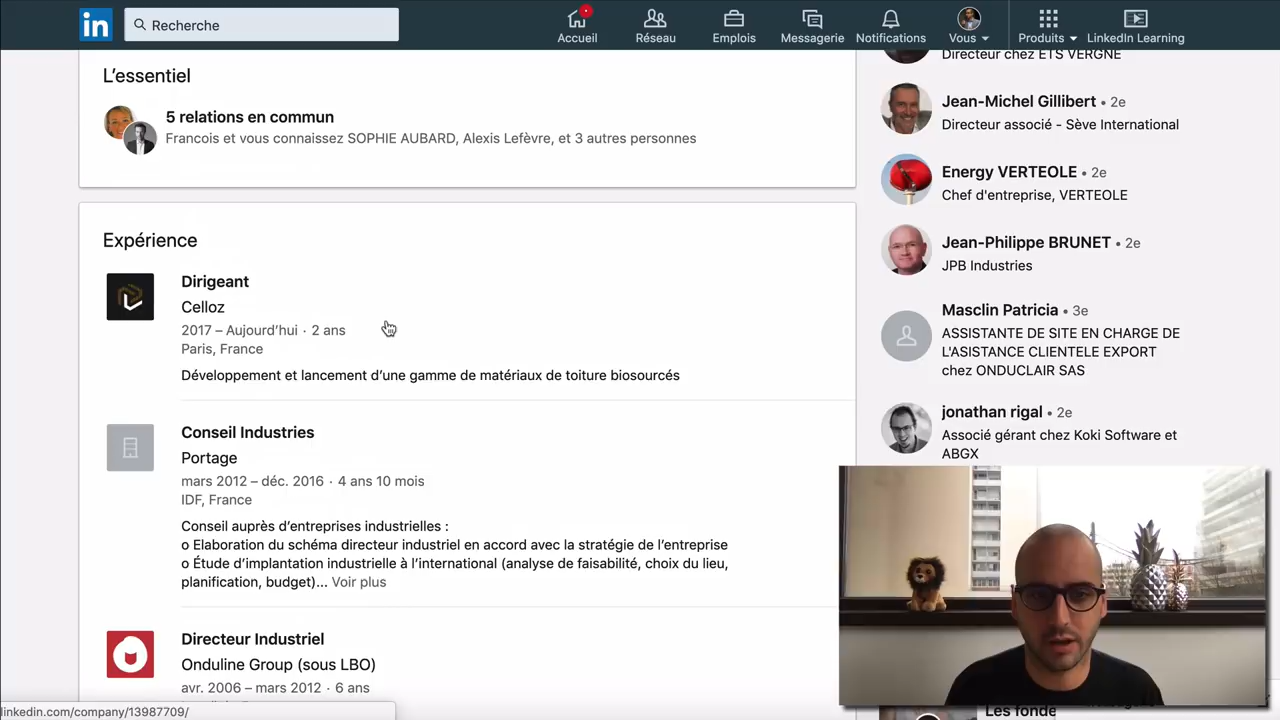 in
Recherche
Accueil
Réseau
Emplois
Messagerie
Notifications
Vous
Produits
LinkedIn Learning
L'essentiel
5 relations en commun
Francois et vous connaissez SOPHIE AUBARD, Alexis Lefèvre, et 3 autres personnes
Expérience
Dirigeant
Celloz
2017 – Aujourd'hui · 2 ans
Paris, France
Développement et lancement d'une gamme de matériaux de toiture biosourcés
Conseil Industries
Portage
mars 2012 – déc. 2016 · 4 ans 10 mois
IDF, France
Conseil auprès d'entreprises industrielles :
o Elaboration du schéma directeur industriel en accord avec la stratégie de l'entreprise
o Étude d'implantation industrielle à l'international (analyse de faisabilité, choix du lieu,
planification, budget)... Voir plus
Directeur Industriel
Onduline Group (sous LBO)
avr. 2006 – mars 2012 · 6 ans
linkedin.com/company/13987709/
Directeur chez ETS VERGNE
Jean-Michel Gillibert • 2e
Directeur associé - Sève International
Energy VERTEOLE • 2e
Chef d'entreprise, VERTEOLE
Jean-Philippe BRUNET • 2e
JPB Industries
Masclin Patricia • 3e
ASSISTANTE DE SITE EN CHARGE DE
L'ASISTANCE CLIENTELE EXPORT
chez ONDUCLAIR SAS
jonathan rigal • 2e
Associé gérant chez Koki Software et
ABGX
Les fonde